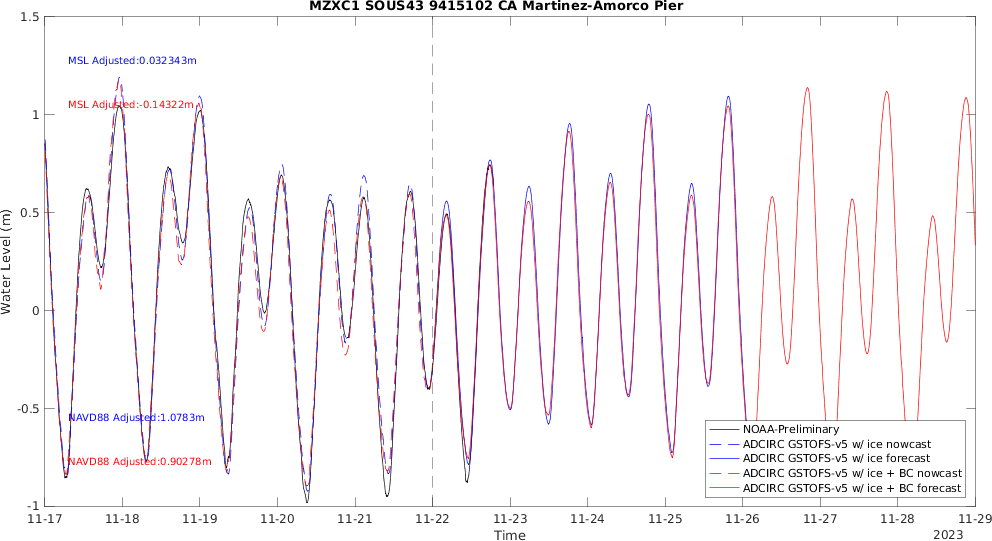 MZXC1 SOUS43 9415102 CA Martinez-Amorco Pier
1.5
1
0.5
0
-0.5
-1
Water Level (m)
MSL Adjusted:0.032343m
MSL Adjusted:-0.14322m
NAVD88 Adjusted:1.0783m
NAVD88 Adjusted:0.90278m
NOAA-Preliminary
ADCIRC GSTOFS-v5 w/ ice nowcast
ADCIRC GSTOFS-v5 w/ ice forecast
ADCIRC GSTOFS-v5 w/ ice + BC nowcast
ADCIRC GSTOFS-v5 w/ ice + BC forecast
11-17 11-18 11-19 11-20 11-21 11-22 11-23 11-24 11-25 11-26 11-27 11-28 11-29
Time
2023